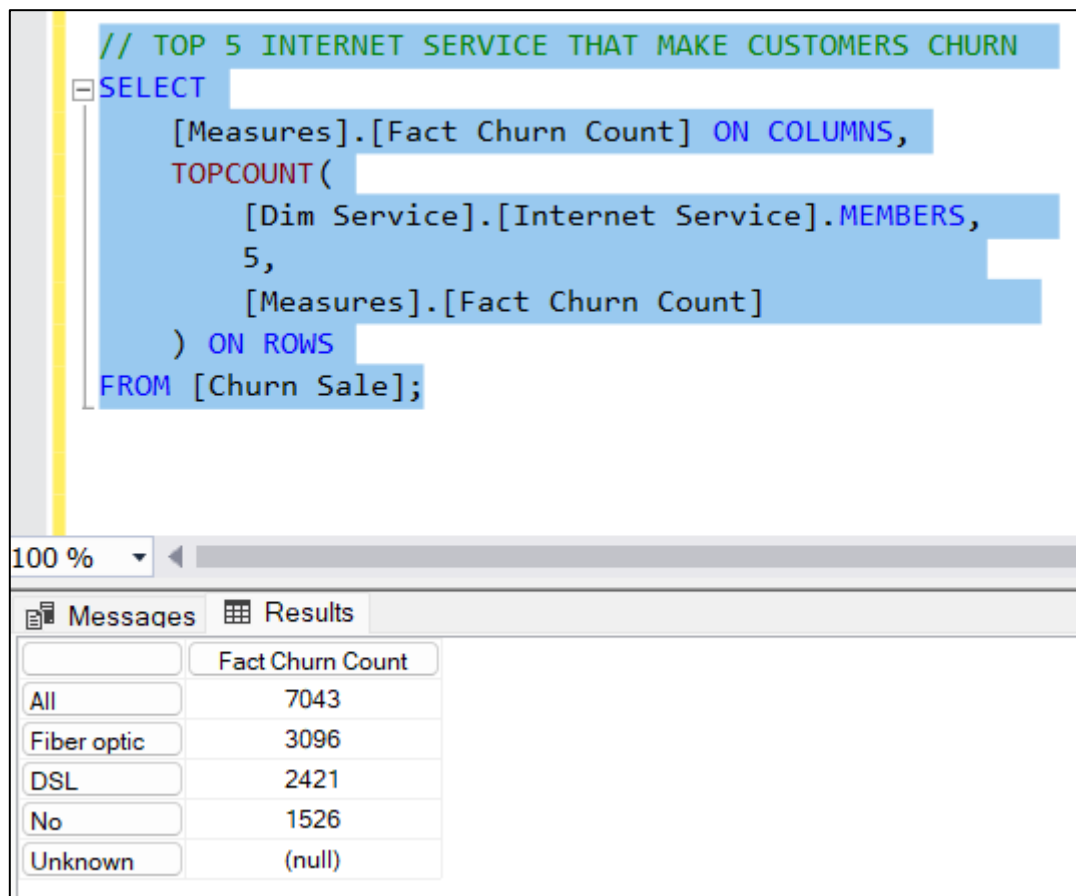 // TOP 5 INTERNET SERVICE THAT MAKE CUSTOMERS CHURN
SELECT
[Measures].[Fact Churn Count] ON COLUMNS,
TOPCOUNT(
[Dim Service].[Internet Service].MEMBERS,
5,
[Measures].[Fact Churn Count]
) ON ROWS
FROM [Churn Sale];
100 %
Messages Results
Fact Churn Count
All 7043
Fiber optic 3096
DSL 2421
No 1526
Unknown (null)